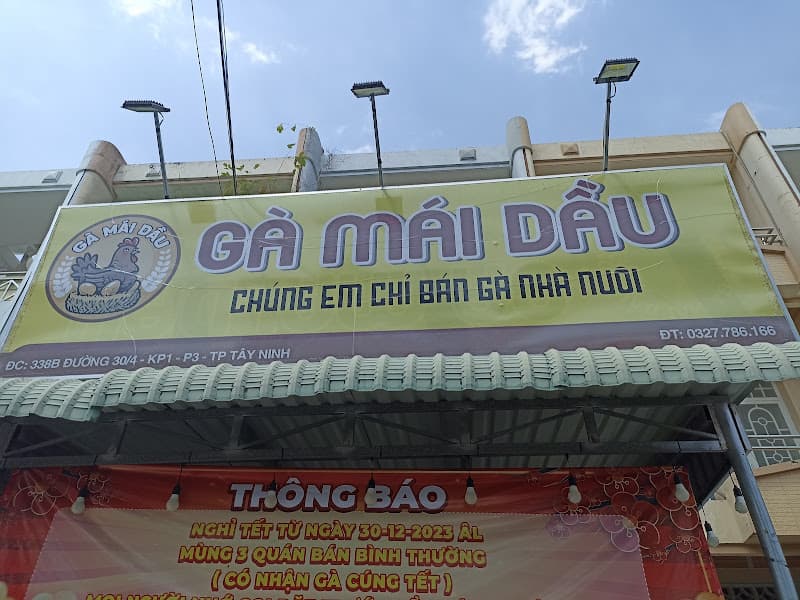 GÀ MÁI DẦU
GÀ MÁI DẦU
CHÚNG EM CHỈ BÁN GÀ NHÀ NUÔI
ĐC: 338B ĐƯỜNG 30/4 - KP1 - P3 - TP TÂY NINH
ĐT: 0327.786.166
THÔNG BÁO
NGHỈ TẾT TỪ NGÀY 30-12-2023 ÂL
MÙNG 3 QUÁN BÁN BÌNH THƯỜNG
( CÓ NHẬN GÀ CÚNG TẾT )
MỌI NGƯỜI